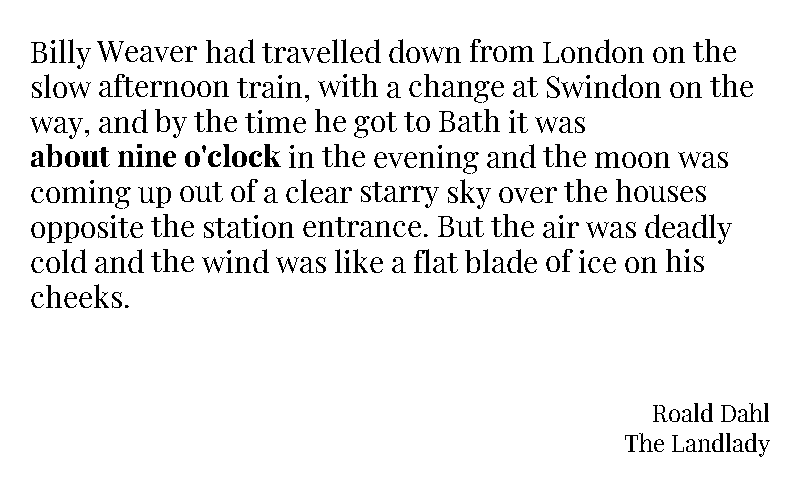 Billy Weaver had travelled down from London on the
slow afternoon train, with a change at Swindon on the
way, and by the time he got to Bath it was
about nine o'clock in the evening and the moon was
coming up out of a clear starry sky over the houses
opposite the station entrance. But the air was deadly
cold and the wind was like a flat blade of ice on his
cheeks.
Roald Dahl
The Landlady